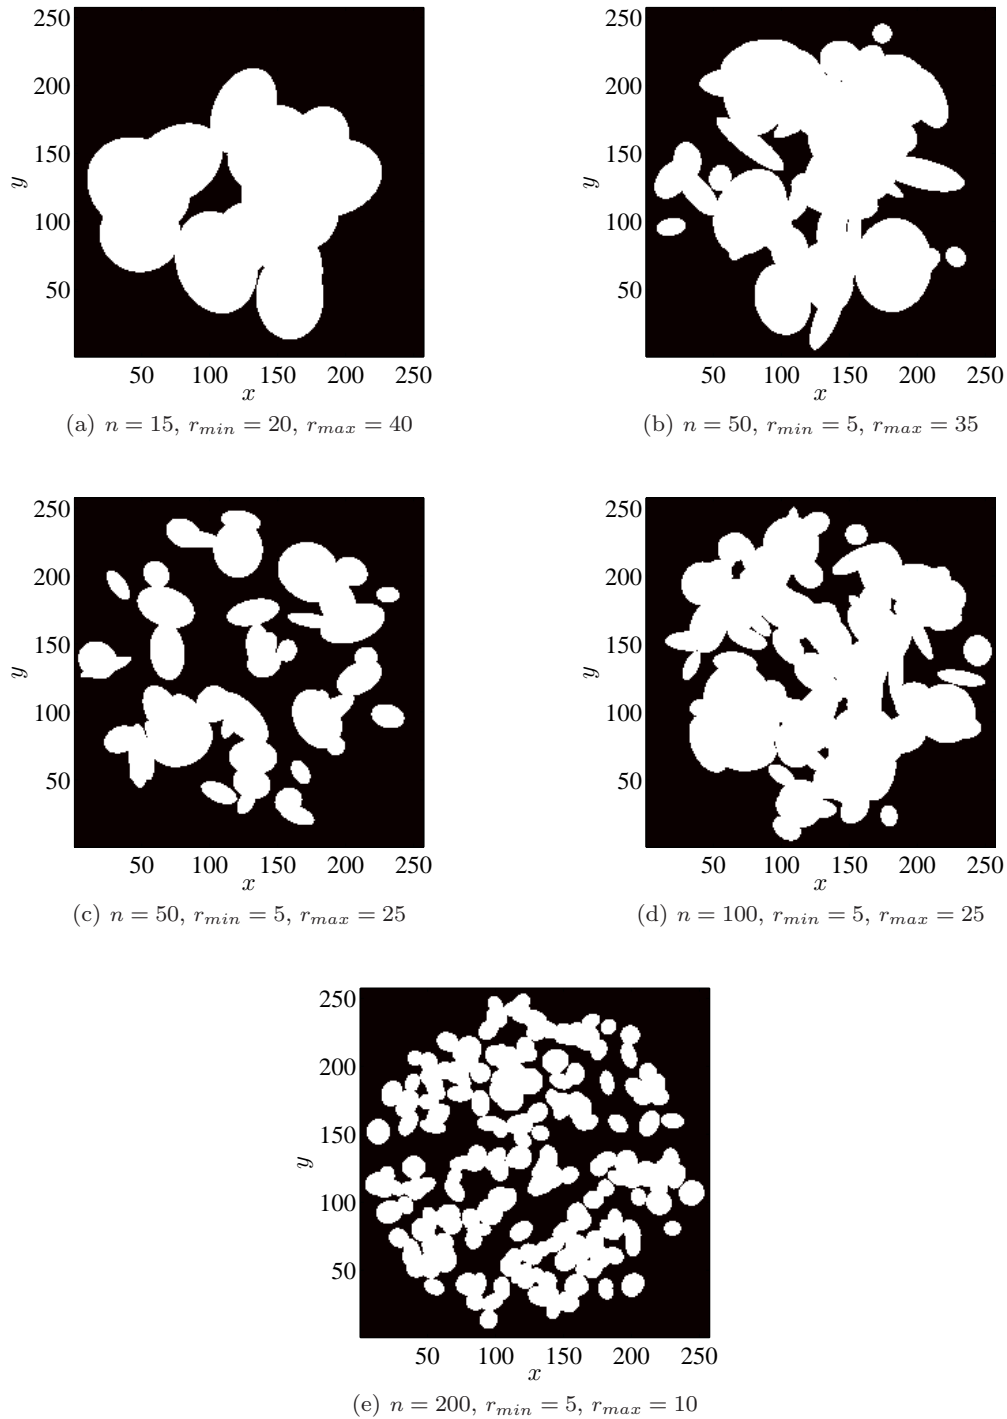 250
200
150
100
50
y
50 100 150 200 250
x
(a) n = 15, r_min = 20, r_max = 40
250
200
150
100
50
y
50 100 150 200 250
x
(b) n = 50, r_min = 5, r_max = 35
250
200
150
100
50
y
50 100 150 200 250
x
(c) n = 50, r_min = 5, r_max = 25
250
200
150
100
50
y
50 100 150 200 250
x
(d) n = 100, r_min = 5, r_max = 25
250
200
150
100
50
y
50 100 150 200 250
x
(e) n = 200, r_min = 5, r_max = 10